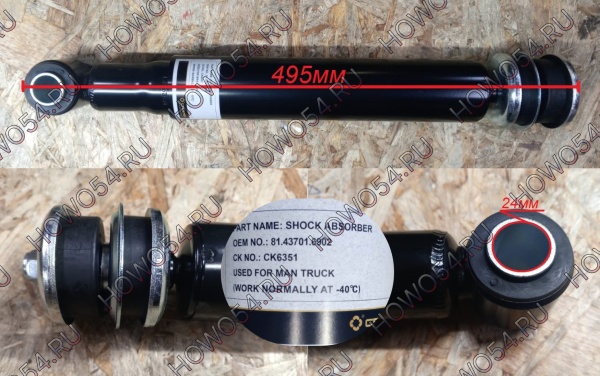 495мм
24мм
PART NAME: SHOCK ABSORBER
OEM NO.: 81.43701.6902
CK NO.: CK6351
USED FOR MAN TRUCK
(WORK NORMALLY AT -40℃)
HOWO54.RU